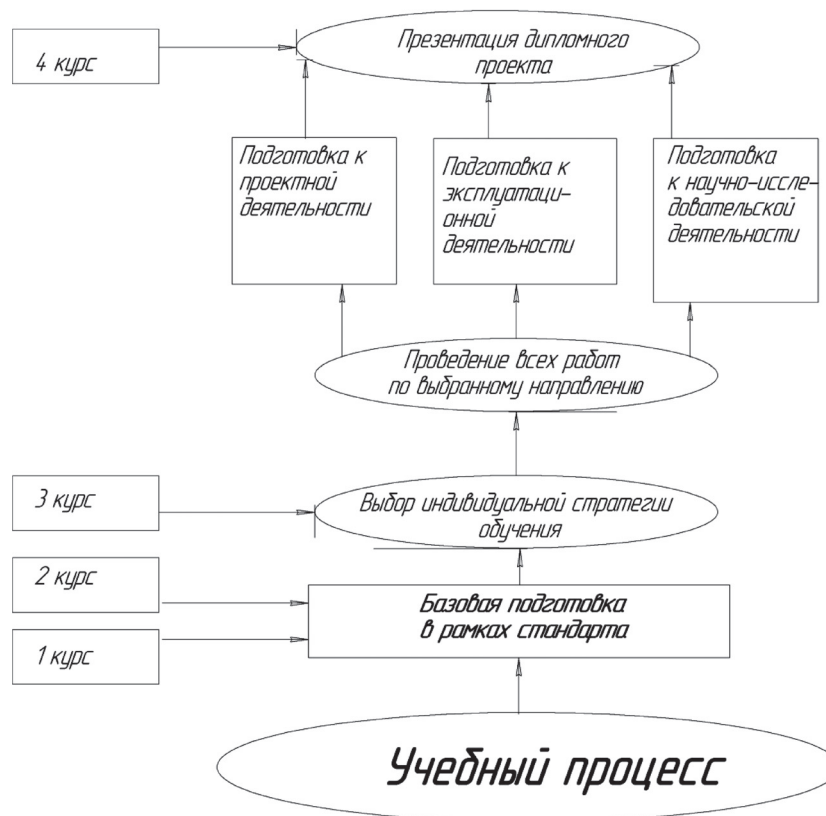 4 курс
Презентация дипломного
проекта
Подготовка к
проектной
деятельности
Подготовка к
эксплуатаци-
онной
деятельности
Подготовка
к научно-иссле-
довательской
деятельности
Проведение всех работ
по выбранному направлению
3 курс
Выбор индивидуальной стратегии
обучения
2 курс
Базовая подготовка
в рамках стандарта
1 курс
Учебный процесс